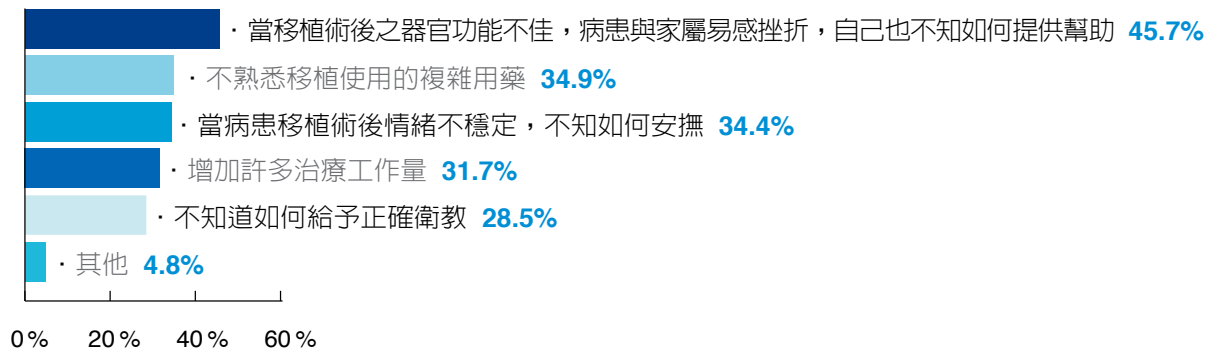 ·當移植術後之器官功能不佳，病患與家屬易感挫折，自己也不知如何提供幫助 45.7%
·不熟悉移植使用的複雜用藥 34.9%
·當病患移植術後情緒不穩定，不知如何安撫 34.4%
·增加許多治療工作量 31.7%
·不知道如何給予正確衛教 28.5%
·其他 4.8%
0% 20% 40% 60%